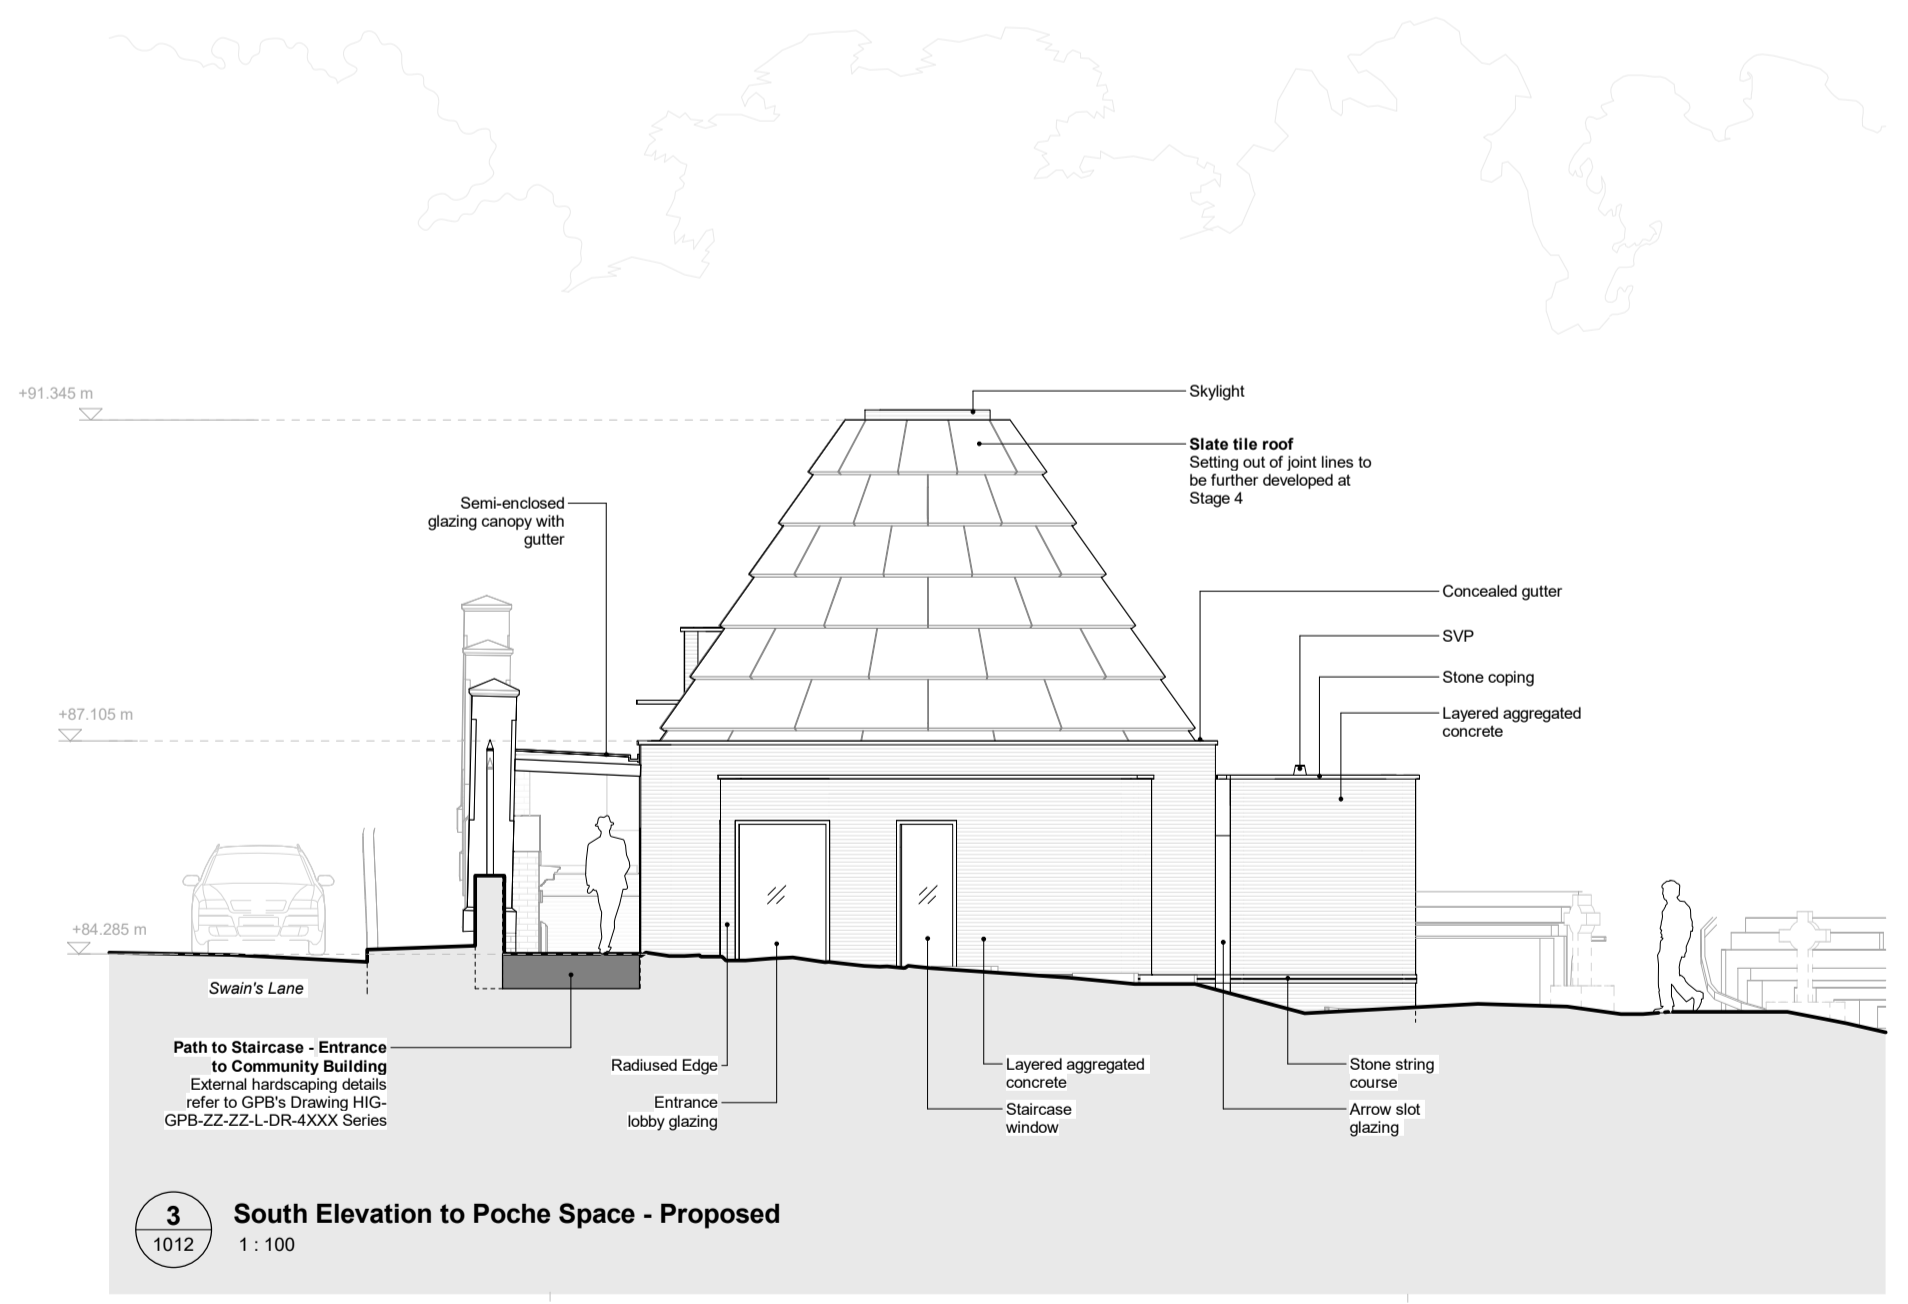 +91.345 m
Skylight
Slate tile roof
Setting out of joint lines to
be further developed at
Stage 4
Semi-enclosed
glazing canopy with
gutter
Concealed gutter
SVP
Stone coping
+87.105 m
Layered aggregated
concrete
+84.285 m
Swain's Lane
Path to Staircase - Entrance
to Community Building
External hardscaping details
refer to GPB's Drawing HIG-
GPB-ZZ-ZZ-L-DR-4XXX Series
Radiused Edge
Entrance
lobby glazing
Layered aggregated
concrete
Staircase
window
Stone string
course
Arrow slot
glazing
3
1012
South Elevation to Poche Space - Proposed
1 : 100